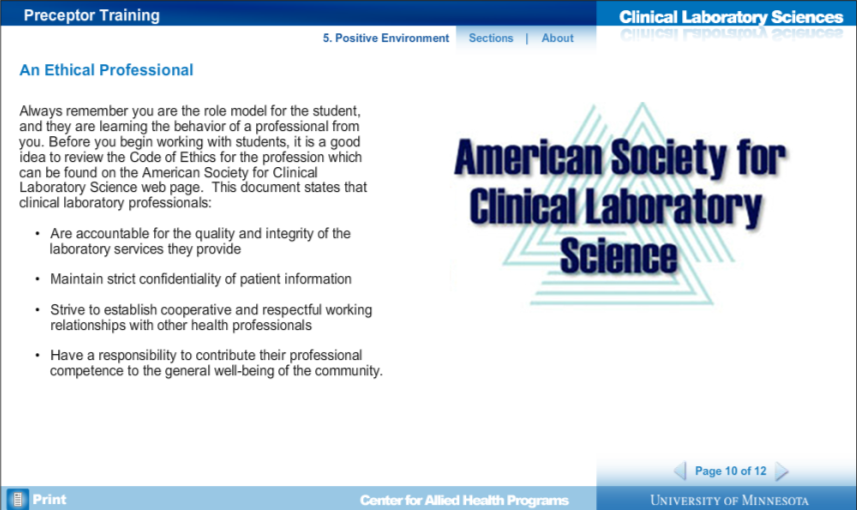 Preceptor Training
Clinical Laboratory Sciences
5. Positive Environment
Sections | About
An Ethical Professional
Always remember you are the role model for the student,
and they are learning the behavior of a professional from
you. Before you begin working with students, it is a good
idea to review the Code of Ethics for the profession which
can be found on the American Society for Clinical
Laboratory Science web page. This document states that
clinical laboratory professionals:
• Are accountable for the quality and integrity of the
laboratory services they provide
• Maintain strict confidentiality of patient information
• Strive to establish cooperative and respectful working
relationships with other health professionals
• Have a responsibility to contribute their professional
competence to the general well-being of the community.
American Society for
Clinical Laboratory
Science
Page 10 of 12
Print
Center for Allied Health Programs
UNIVERSITY OF MINNESOTA